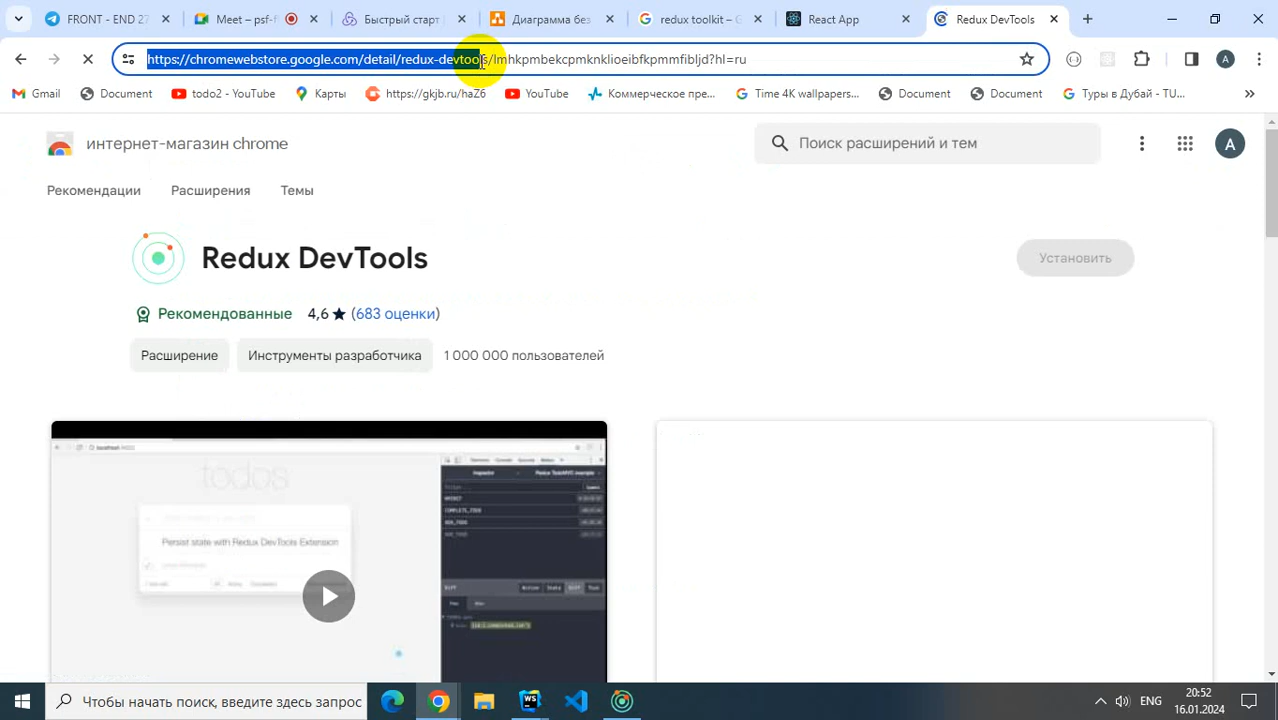 FRONT - END 27
Meet – psf-f
Быстрый старт
Диаграмма без
redux toolkit – G
React App
Redux DevTools
https://chromewebstore.google.com/detail/redux-devtools/lmhkpmbekcpmknklioeibfkpmmfibljd?hl=ru
A
Gmail
Document
todo2 - YouTube
Карты
https://gkjb.ru/haZ6
YouTube
Коммерческое пре...
Time 4K wallpapers...
Document
Document
Туры в Дубай - TU...
»
интернет-магазин chrome
Поиск расширений и тем
A
Рекомендации
Расширения
Темы
Redux DevTools
Установить
Рекомендованные
4,6 ★ (683 оценки)
Расширение
Инструменты разработчика
1 000 000 пользователей
todos
Persist state with Redux DevTools Extension
Чтобы начать поиск, введите здесь запрос
ENG
20:52
16.01.2024